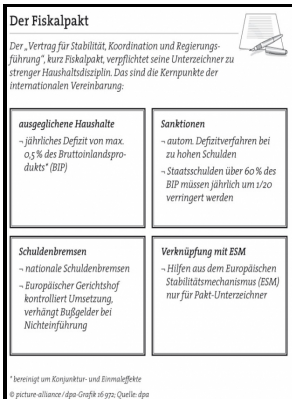 Der Fiskalpakt
Der „Vertrag für Stabilität, Koordination und Regierungs-
führung“, kurz Fiskalpakt, verpflichtet seine Unterzeichner zu
strenger Haushaltsdisziplin. Das sind die Kernpunkte der
internationalen Vereinbarung:
ausgeglichene Haushalte
¬ jährliches Defizit von max.
0,5 % des Bruttoinlandspro-
dukts* (BIP)
Sanktionen
¬ autom. Defizitverfahren bei
zu hohen Schulden
¬ Staatsschulden über 60 % des
BIP müssen jährlich um 1/20
verringert werden
Schuldenbremsen
¬ nationale Schuldenbremsen
¬ Europäischer Gerichtshof
kontrolliert Umsetzung,
verhängt Bußgelder bei
Nichteinführung
Verknüpfung mit ESM
¬ Hilfen aus dem Europäischen
Stabilitätsmechanismus (ESM)
nur für Pakt-Unterzeichner
* bereinigt um Konjunktur- und Einmaleffekte
© picture-alliance / dpa-Grafik 16 972; Quelle: dpa